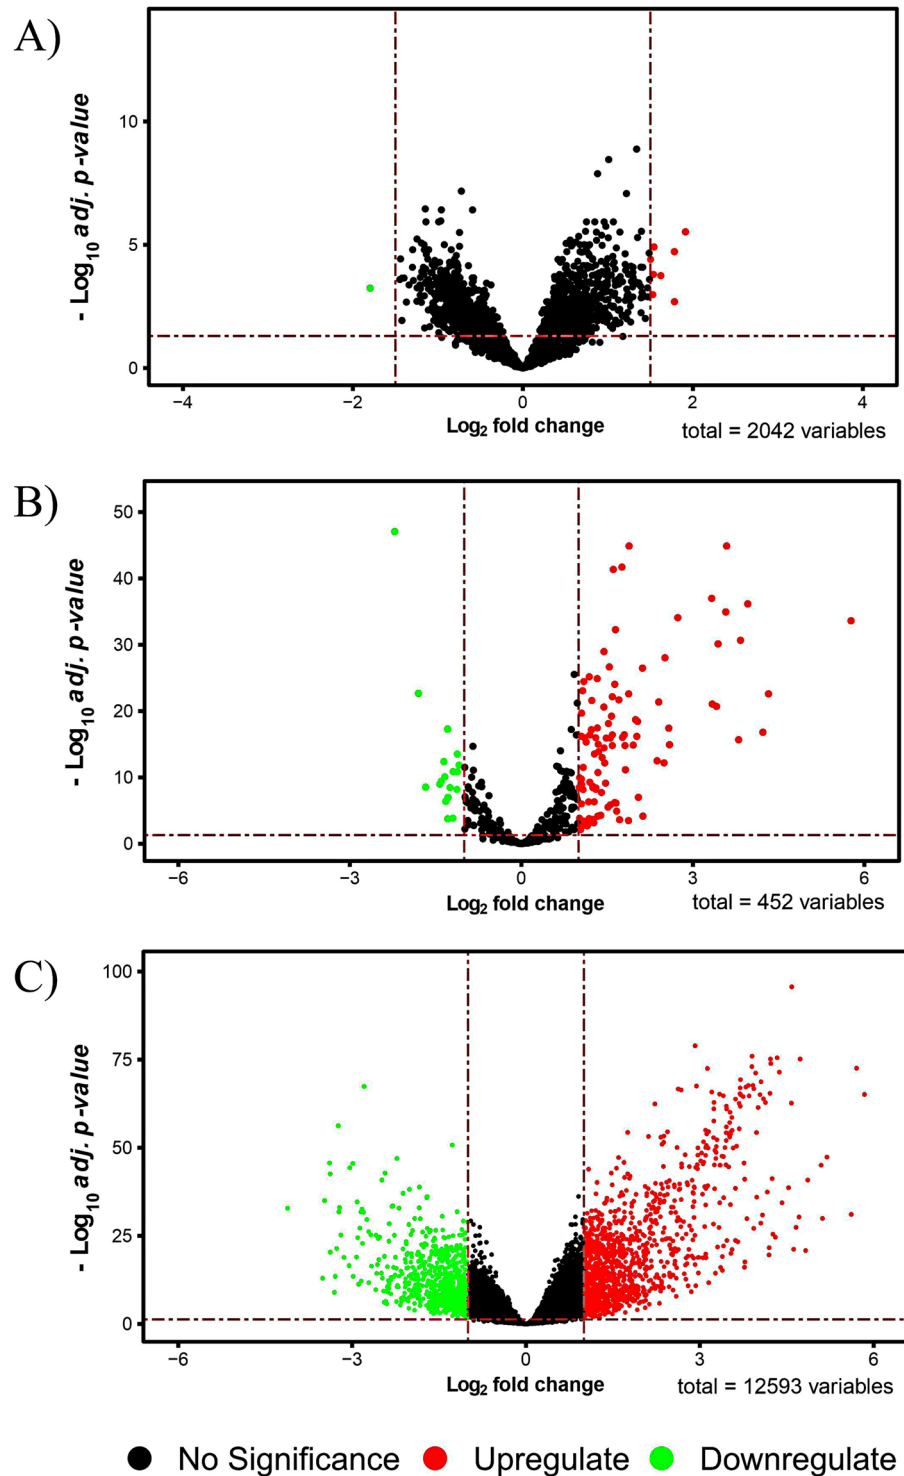 A)
- Log10 adj. p-value
10
5
0
−4 −2 0 2 4
Log2 fold change
total = 2042 variables
B)
- Log10 adj. p-value
50
40
30
20
10
0
−6 −3 0 3 6
Log2 fold change
total = 452 variables
C)
- Log10 adj. p-value
100
75
50
25
0
−6 −3 0 3 6
Log2 fold change
total = 12593 variables
No Significance Upregulate Downregulate